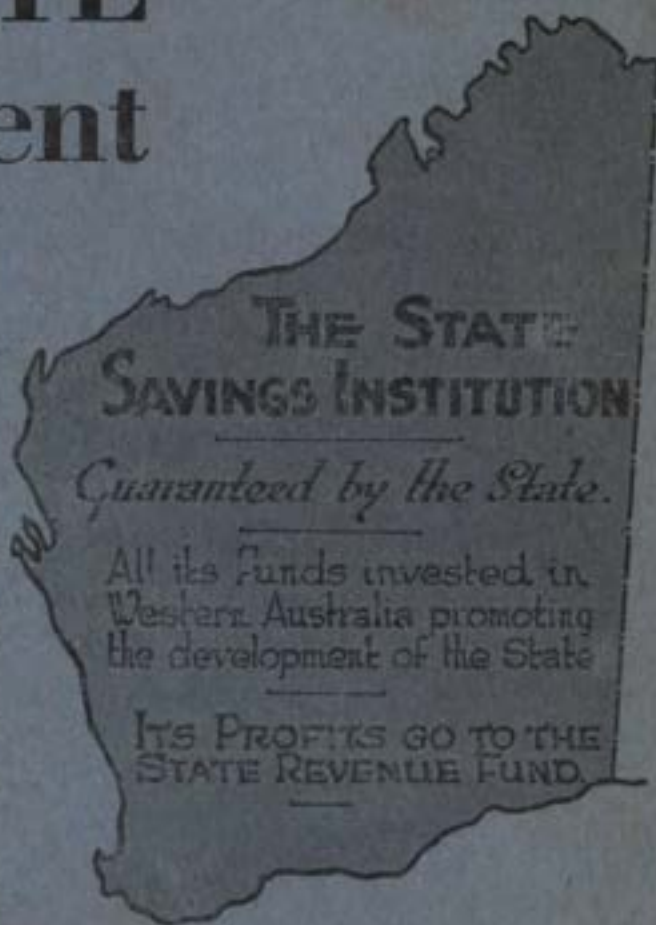 ent
THE STATE
SAVINGS INSTITUTION
Guaranteed by the State.
All its Funds invested in
Western Australia promoting
the development of the State
ITS PROFITS GO TO THE
STATE REVENUE FUND.